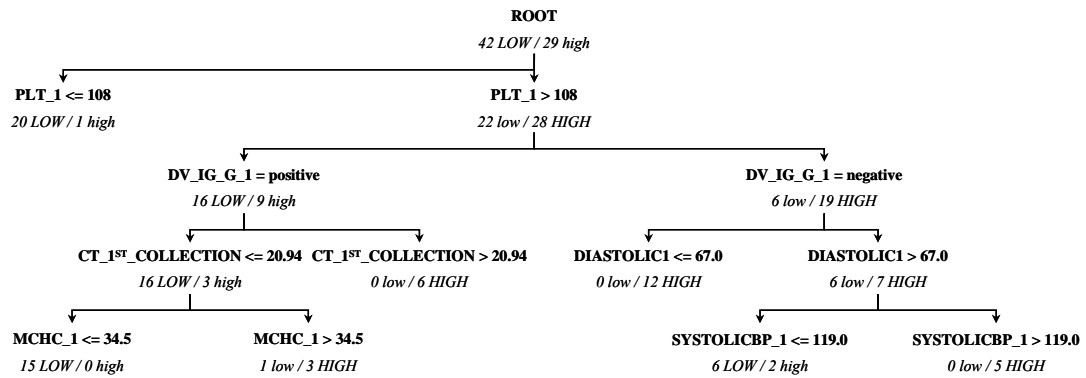 ROOT
42 LOW / 29 high
PLT_1 <= 108 PLT_1 > 108
20 LOW / 1 high 22 low / 28 HIGH
DV_IG_G_1 = positive DV_IG_G_1 = negative
16 LOW / 9 high 6 low / 19 HIGH
CT_1ST_COLLECTION <= 20.94 CT_1ST_COLLECTION > 20.94 DIASTOLIC1 <= 67.0 DIASTOLIC1 > 67.0
16 LOW / 3 high 0 low / 6 HIGH 0 low / 12 HIGH 6 low / 7 HIGH
MCHC_1 <= 34.5 MCHC_1 > 34.5 SYSTOLICBP_1 <= 119.0 SYSTOLICBP_1 > 119.0
15 LOW / 0 high 1 low / 3 HIGH 6 LOW / 2 high 0 low / 5 HIGH